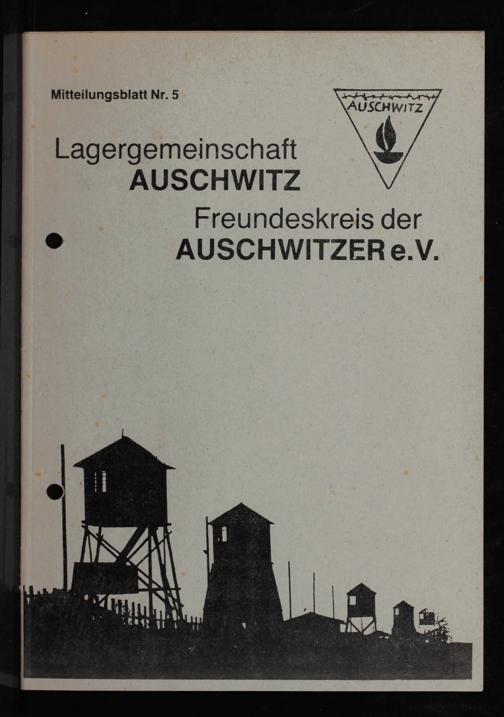 Mitteilungsblatt Nr. 5
AUSCHWITZ
Lagergemeinschaft
AUSCHWITZ
Freundeskreis der
AUSCHWITZER e.V.